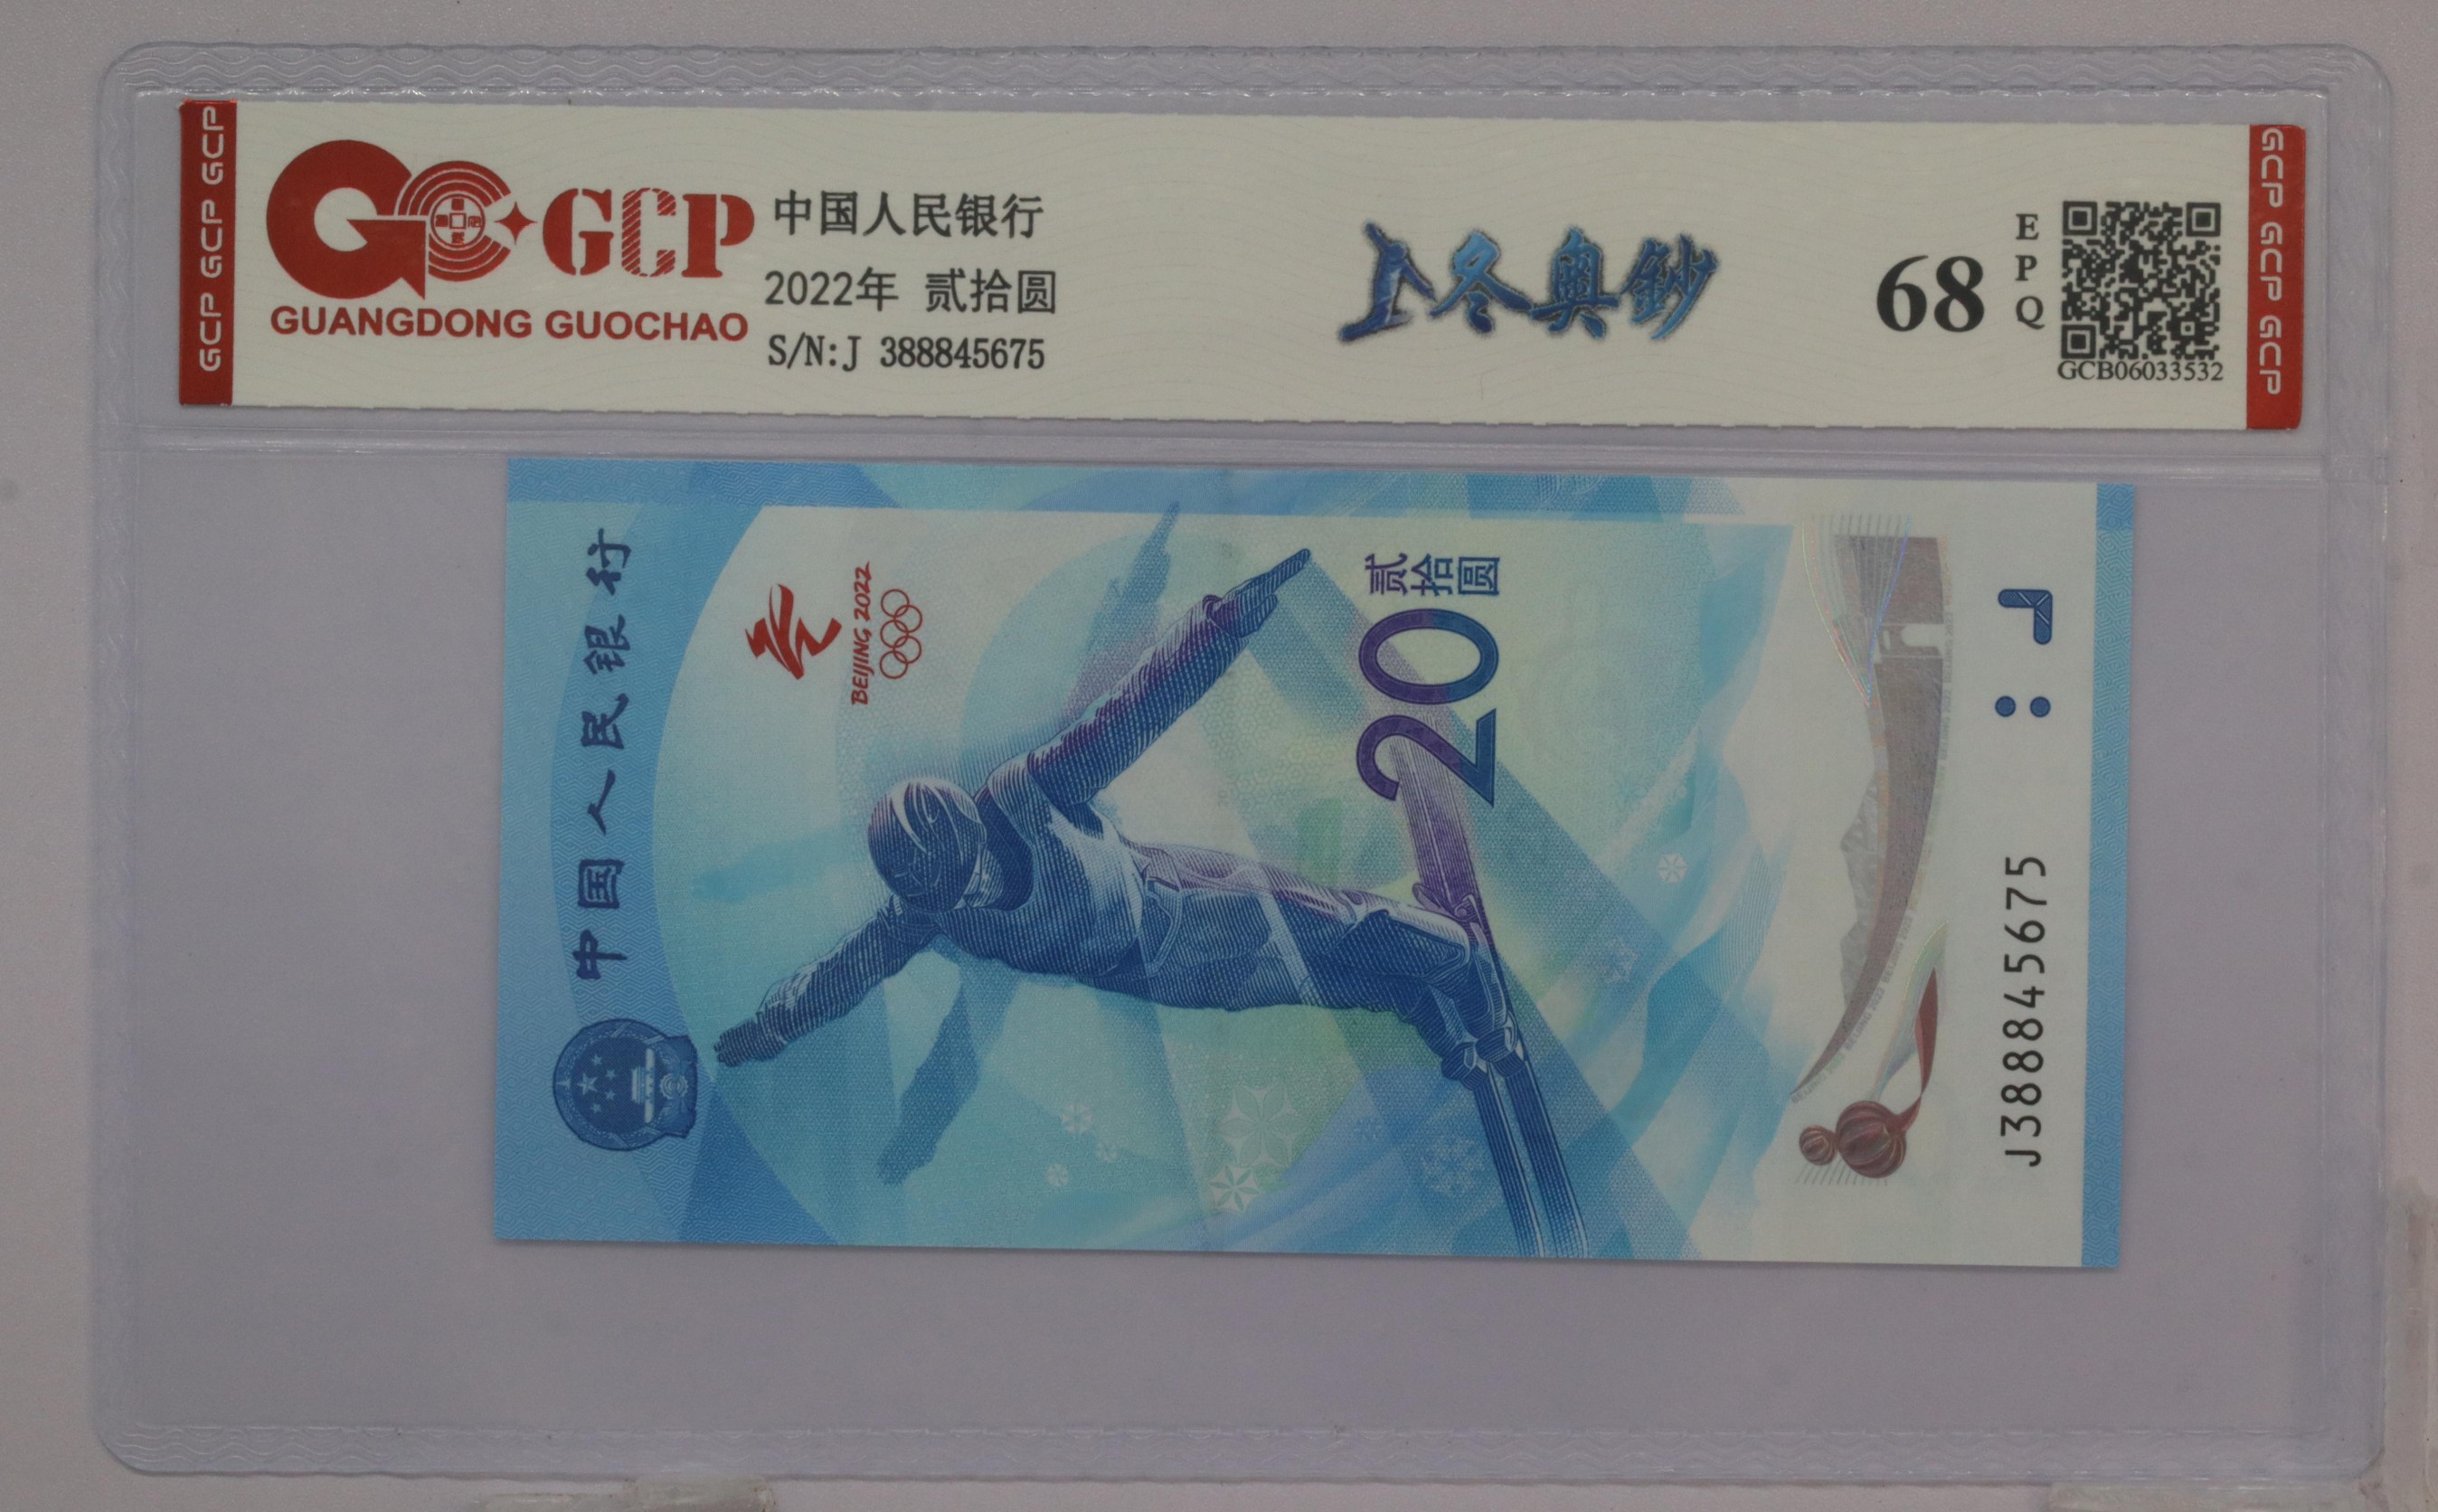 GCP GCP GCP
GCP
GUANGDONG GUOCHAO
中国人民银行
2022年 贰拾圆
S/N:J 388845675
冬奥鈔
68
EPQ
GCB06033532
GCP GCP GCP
中国人民银行
BEIJING 2022
贰拾圆
20
J388845675